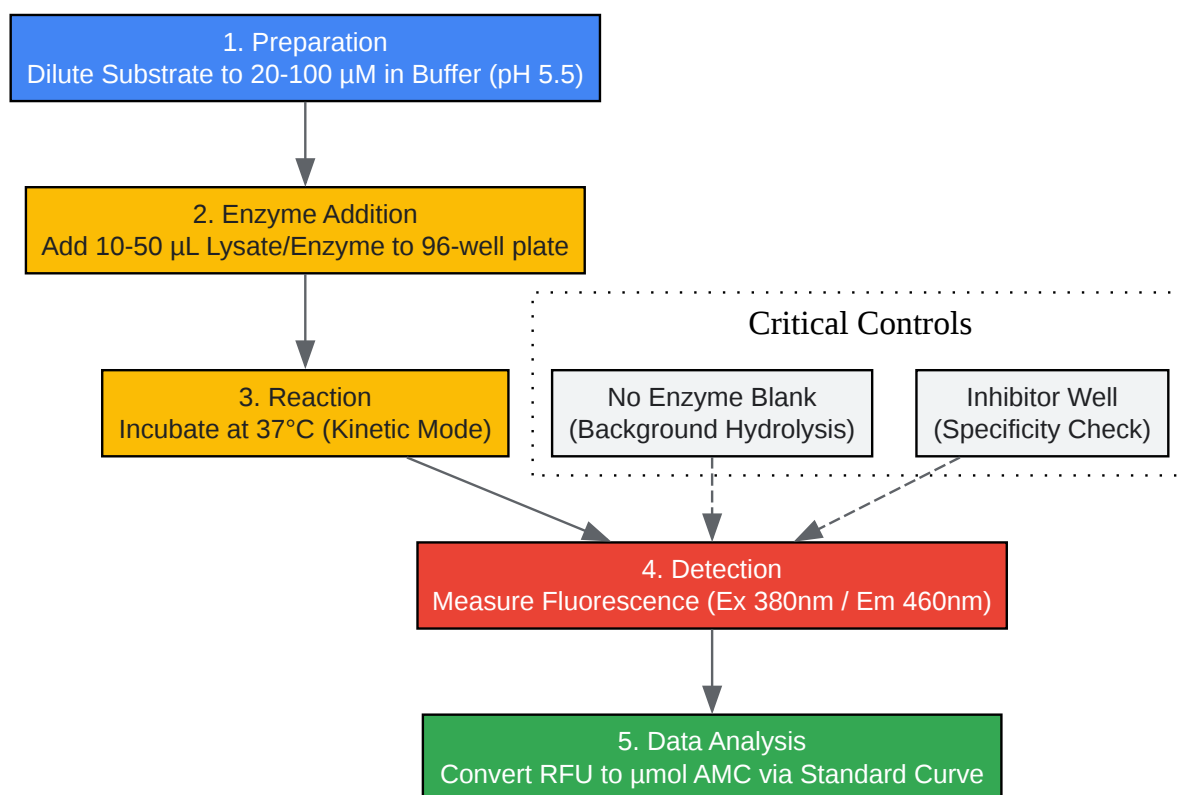 1. Preparation
Dilute Substrate to 20-100 µM in Buffer (pH 5.5)
2. Enzyme Addition
Add 10-50 µL Lysate/Enzyme to 96-well plate
Critical Controls
3. Reaction
Incubate at 37°C (Kinetic Mode)
No Enzyme Blank
(Background Hydrolysis)
Inhibitor Well
(Specificity Check)
4. Detection
Measure Fluorescence (Ex 380nm / Em 460nm)
5. Data Analysis
Convert RFU to µmol AMC via Standard Curve